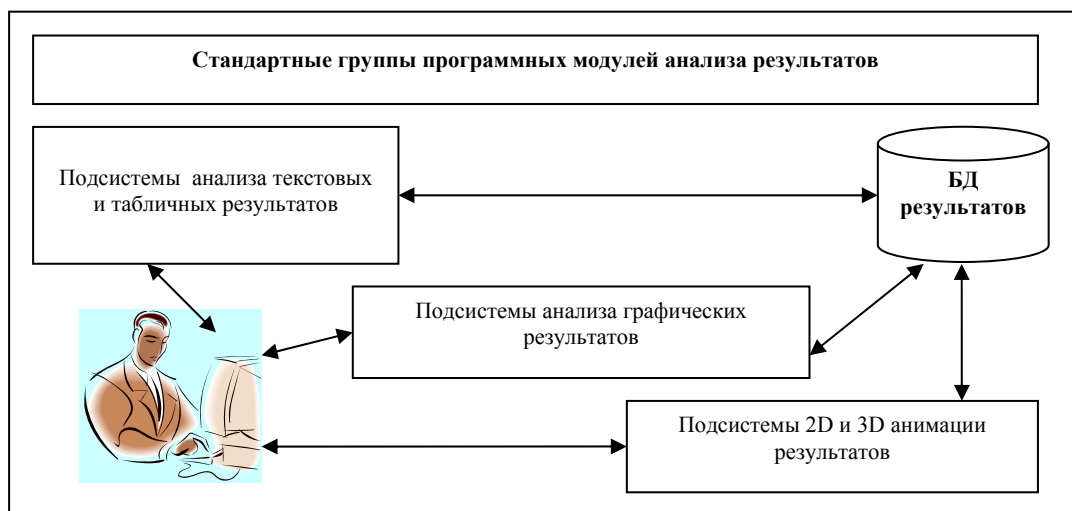 Стандартные группы программных модулей анализа результатов
Подсистемы анализа текстовых
и табличных результатов
БД
результатов
Подсистемы анализа графических
результатов
Подсистемы 2D и 3D анимации
результатов